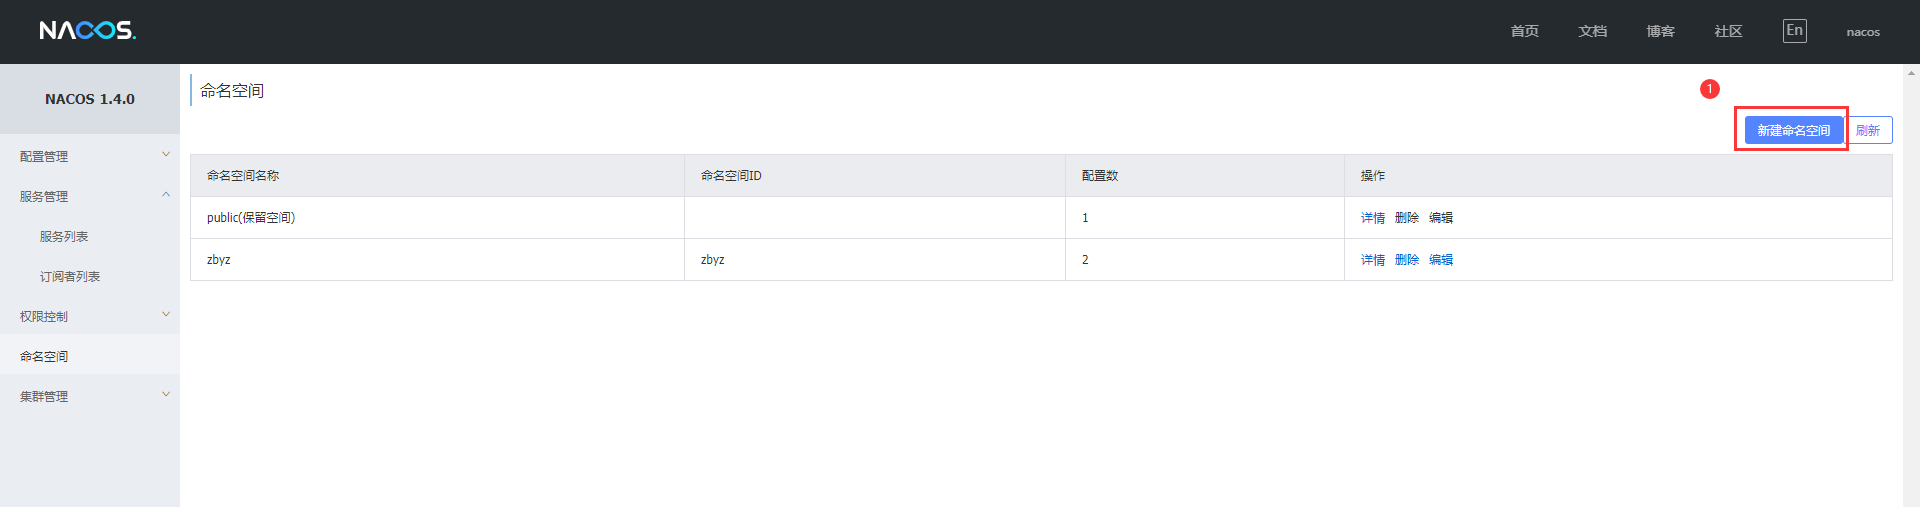 NACOS.
首页 文档 博客 社区 En nacos
NACOS 1.4.0
配置管理
服务管理
服务列表
订阅者列表
权限控制
命名空间
集群管理
命名空间
1
新建命名空间 刷新
命名空间名称 命名空间ID 配置数 操作
public(保留空间) 1 详情 删除 编辑
zbyz zbyz 2 详情 删除 编辑